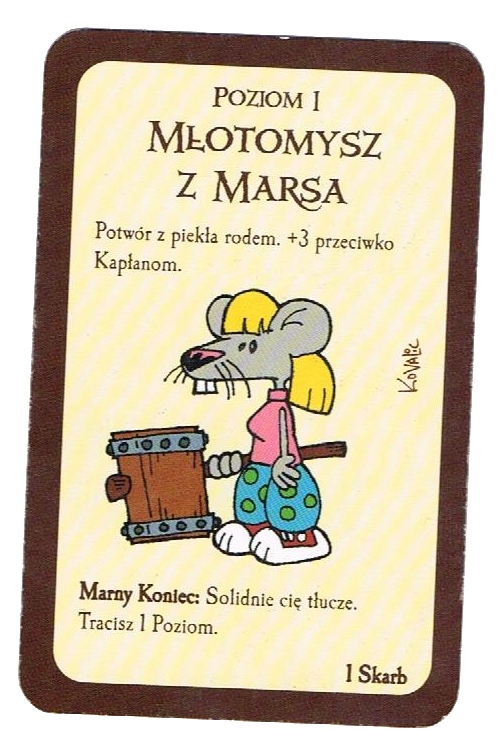 Poziom 1
Młotomysz
z Marsa
Potwór z piekła rodem. +3 przeciwko
Kapłanom.
Kovalic
Marny Koniec: Solidnie cię tłucze.
Tracisz 1 Poziom.
1 Skarb